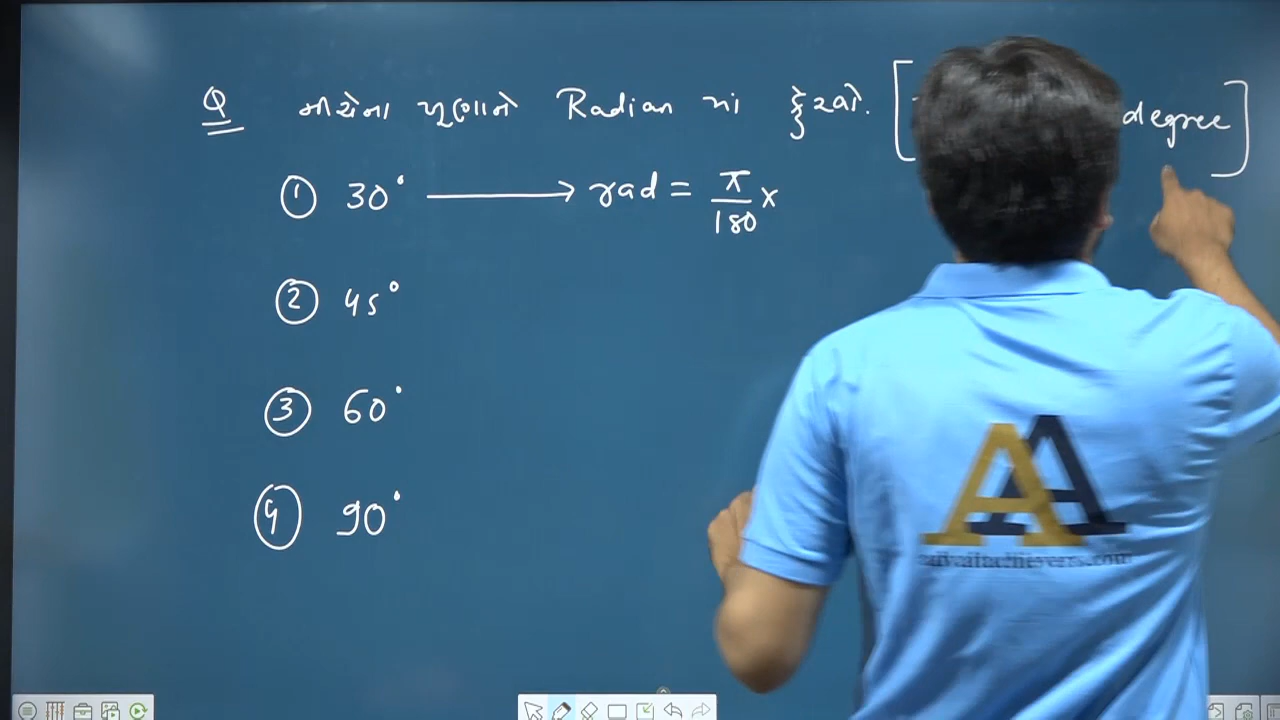 Q નીચેના ખૂણાને Radian માં ફેરવો. [ degree ]
① 30° ⟶ rad = π/180 ×
② 45°
③ 60°
④ 90°
AA